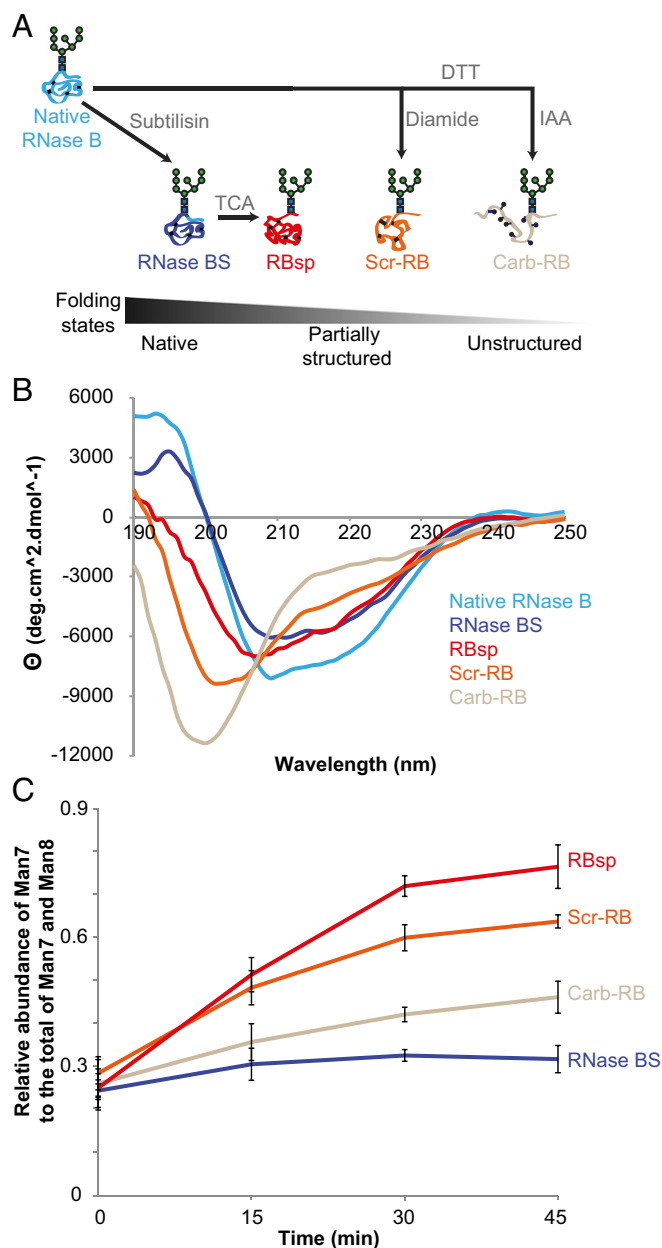 A
DTT
Native
RNase B
Subtilisin
Diamide
IAA
TCA
RNase BS
RBsp
Scr-RB
Carb-RB
Folding
states
Native
Partially
structured
Unstructured
B
6000
3000
0
-3000
-6000
-9000
-12000
190
200
210
220
230
240
250
Θ (deg.cm^2.dmol^-1)
Wavelength (nm)
Native RNase B
RNase BS
RBsp
Scr-RB
Carb-RB
C
Relative abundance of Man7
to the total of Man7 and Man8
0.9
0.6
0.3
0
RBsp
Scr-RB
Carb-RB
RNase BS
0
15
30
45
Time (min)